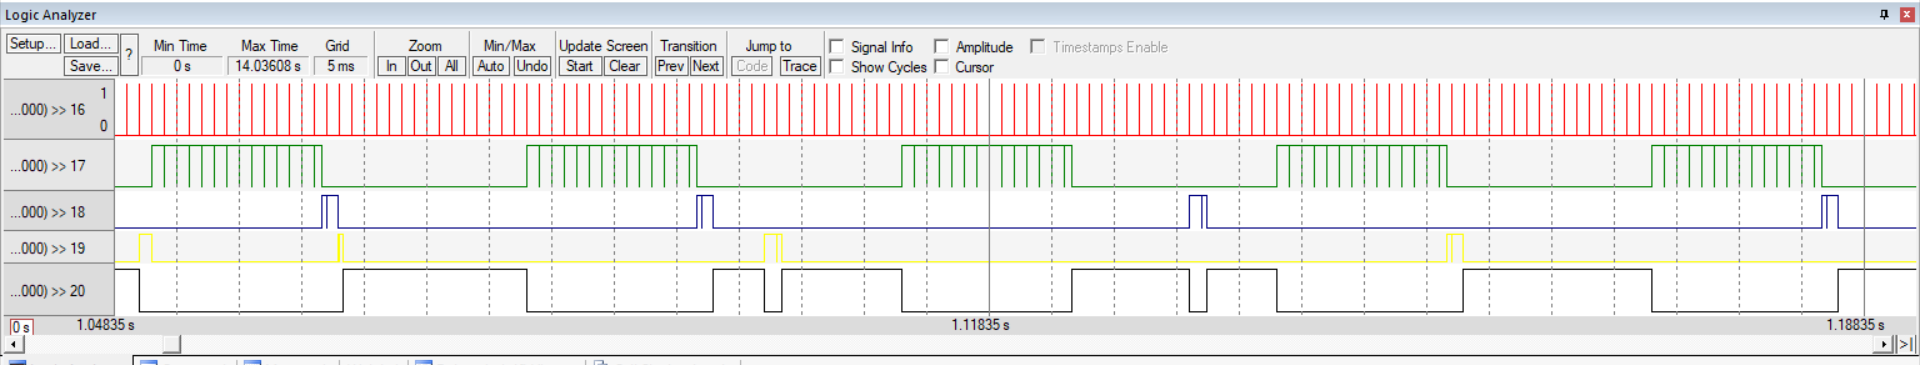 Logic Analyzer
Setup... Load... ? Min Time Max Time Grid Zoom Min/Max Update Screen Transition Jump to Signal Info Amplitude Timestamps Enable
Save... 0 s 14.03608 s 5 ms In Out All Auto Undo Start Clear Prev Next Code Trace Show Cycles Cursor
...000) >> 16 1
0
...000) >> 17
...000) >> 18
...000) >> 19
...000) >> 20
0 s 1.04835 s 1.11835 s 1.18835 s